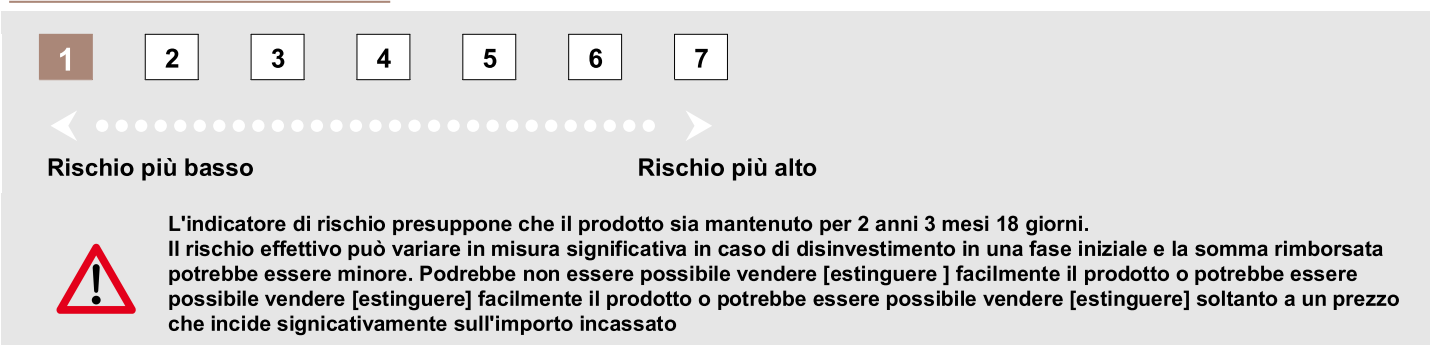 1 2 3 4 5 6 7
Rischio più basso Rischio più alto
L'indicatore di rischio presuppone che il prodotto sia mantenuto per 2 anni 3 mesi 18 giorni.
Il rischio effettivo può variare in misura significativa in caso di disinvestimento in una fase iniziale e la somma rimborsata
potrebbe essere minore. Podrebbe non essere possibile vendere [estinguere ] facilmente il prodotto o potrebbe essere
possibile vendere [estinguere] facilmente il prodotto o potrebbe essere possibile vendere [estinguere] soltanto a un prezzo
che incide signicativamente sull'importo incassato